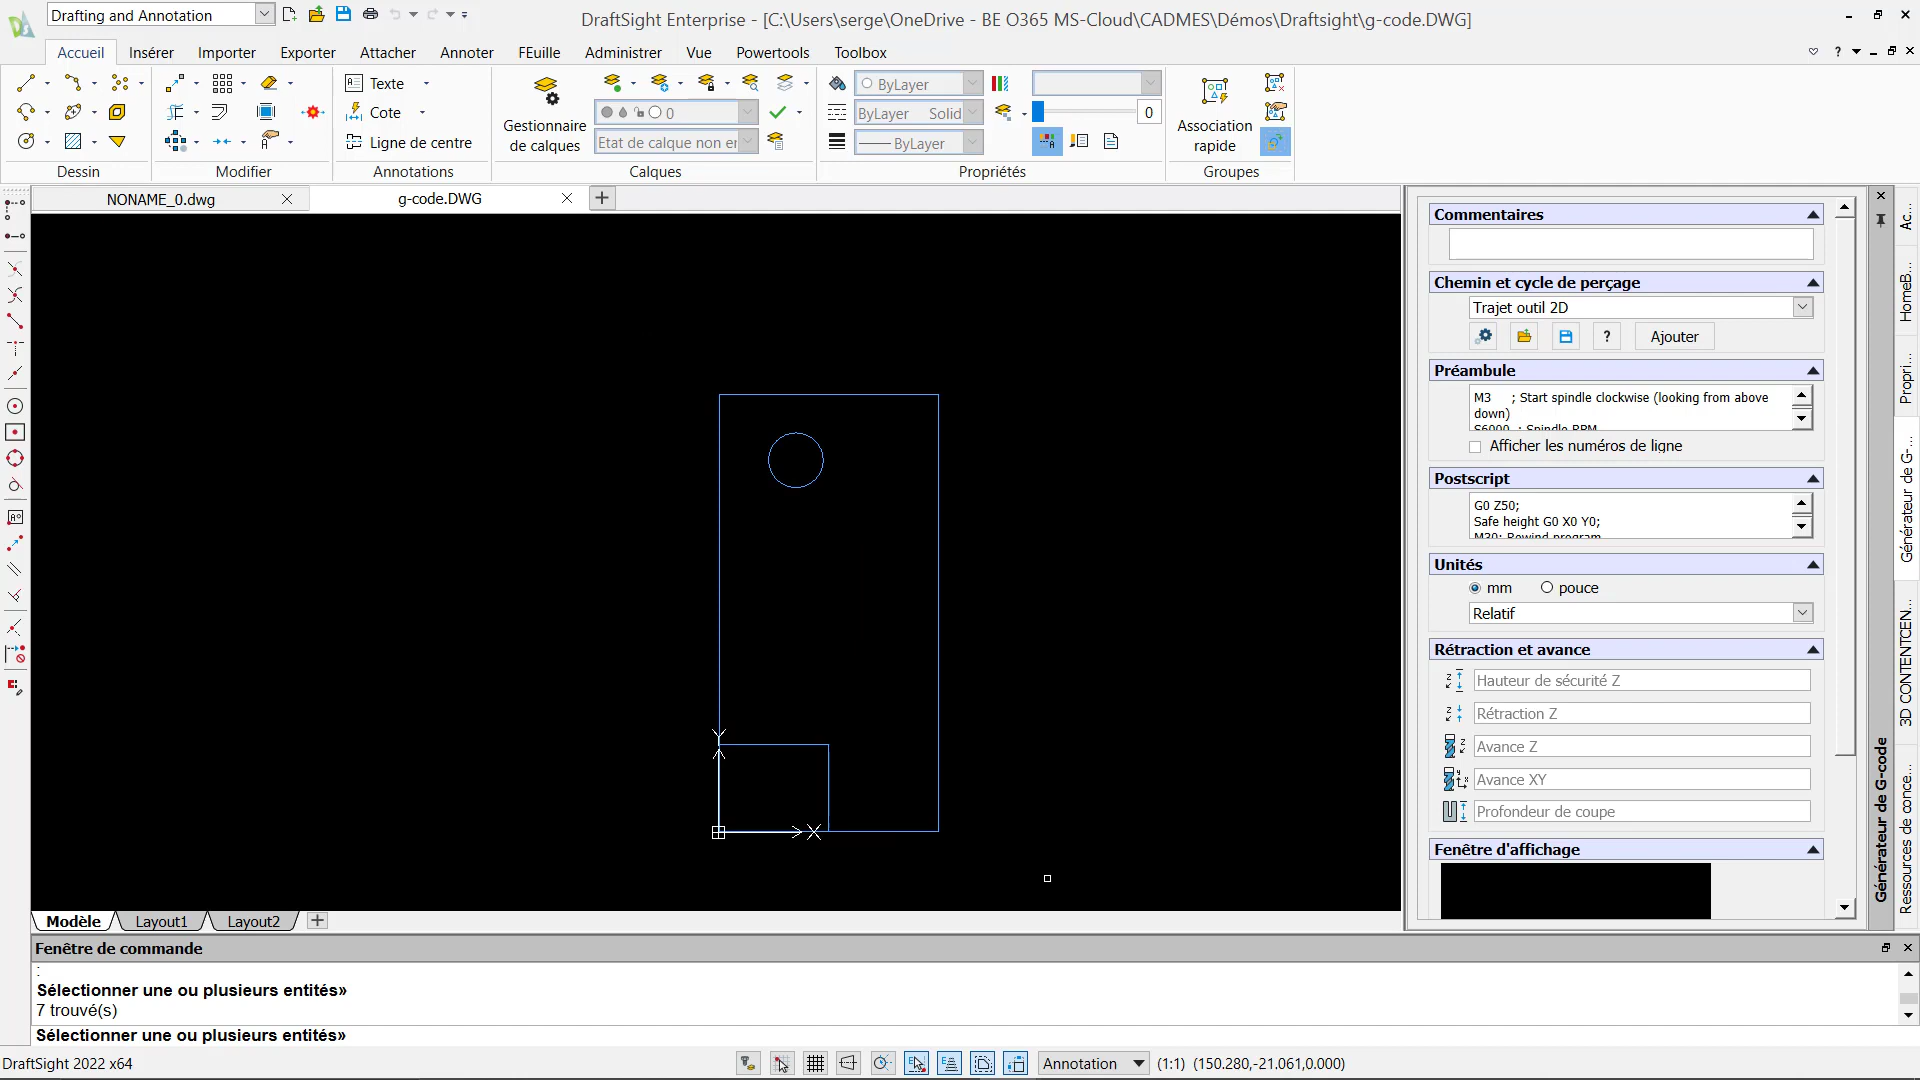 Drafting and Annotation
DraftSight Enterprise - [C:\Users\serge\OneDrive - BE O365 MS-Cloud\CADMES\Démos\Draftsight\g-code.DWG]
Accueil Insérer Importer Exporter Attacher Annoter FEuille Administrer Vue Powertools Toolbox
Texte
Cote
Ligne de centre
Gestionnaire
de calques
0
Etat de calque non er
ByLayer
ByLayer Solid
ByLayer
0
Association
rapide
Dessin Modifier Annotations Calques Propriétés Groupes
NONAME_0.dwg
g-code.DWG
Y
X
Commentaires
Chemin et cycle de perçage
Trajet outil 2D
? Ajouter
Préambule
M3 ; Start spindle clockwise (looking from above
down)
S6000 ; Spindle RPM
Afficher les numéros de ligne
Postscript
G0 Z50;
Safe height G0 X0 Y0;
M30; Rewind program
Unités
mm pouce
Relatif
Rétraction et avance
Hauteur de sécurité Z
Rétraction Z
Avance Z
Avance XY
Profondeur de coupe
Fenêtre d'affichage
Générateur de G-code
Ac...
HomeB...
Propri...
Générateur de G-...
3D CONTENTCEN...
Ressources de conce...
Modèle Layout1 Layout2
Fenêtre de commande
:
Sélectionner une ou plusieurs entités»
7 trouvé(s)
Sélectionner une ou plusieurs entités»
DraftSight 2022 x64
Annotation (1:1) (150.280,-21.061,0.000)